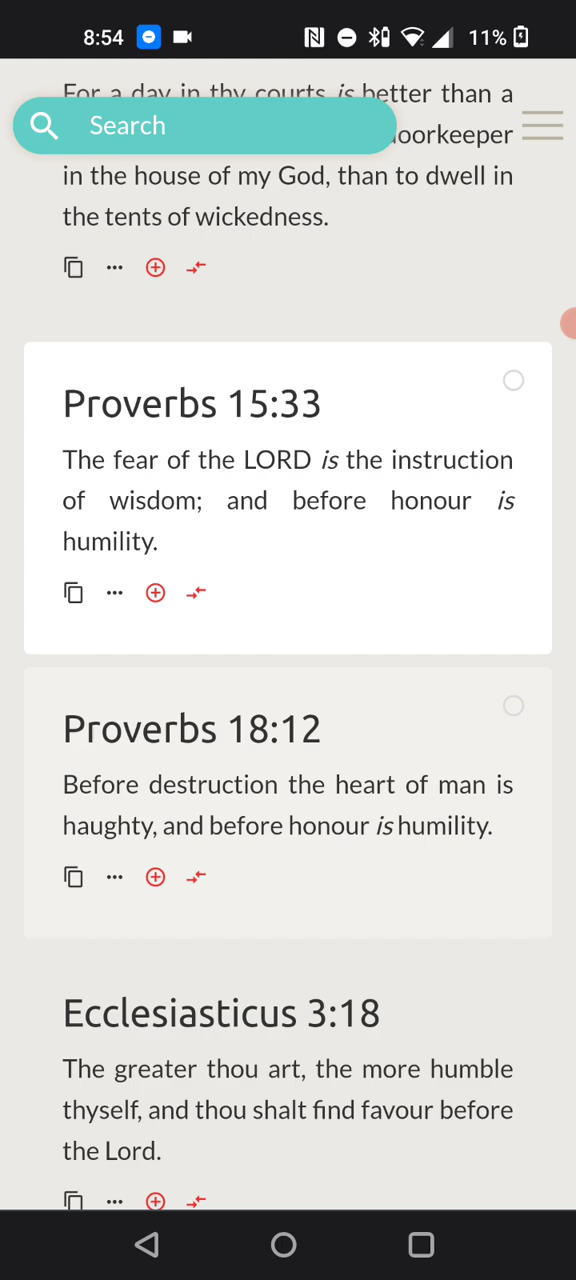 8:54
11%
For a day in thy courts is better than a
Search
doorkeeper
in the house of my God, than to dwell in
the tents of wickedness.
Proverbs 15:33
The fear of the LORD is the instruction
of wisdom; and before honour is
humility.
Proverbs 18:12
Before destruction the heart of man is
haughty, and before honour is humility.
Ecclesiasticus 3:18
The greater thou art, the more humble
thyself, and thou shalt find favour before
the Lord.